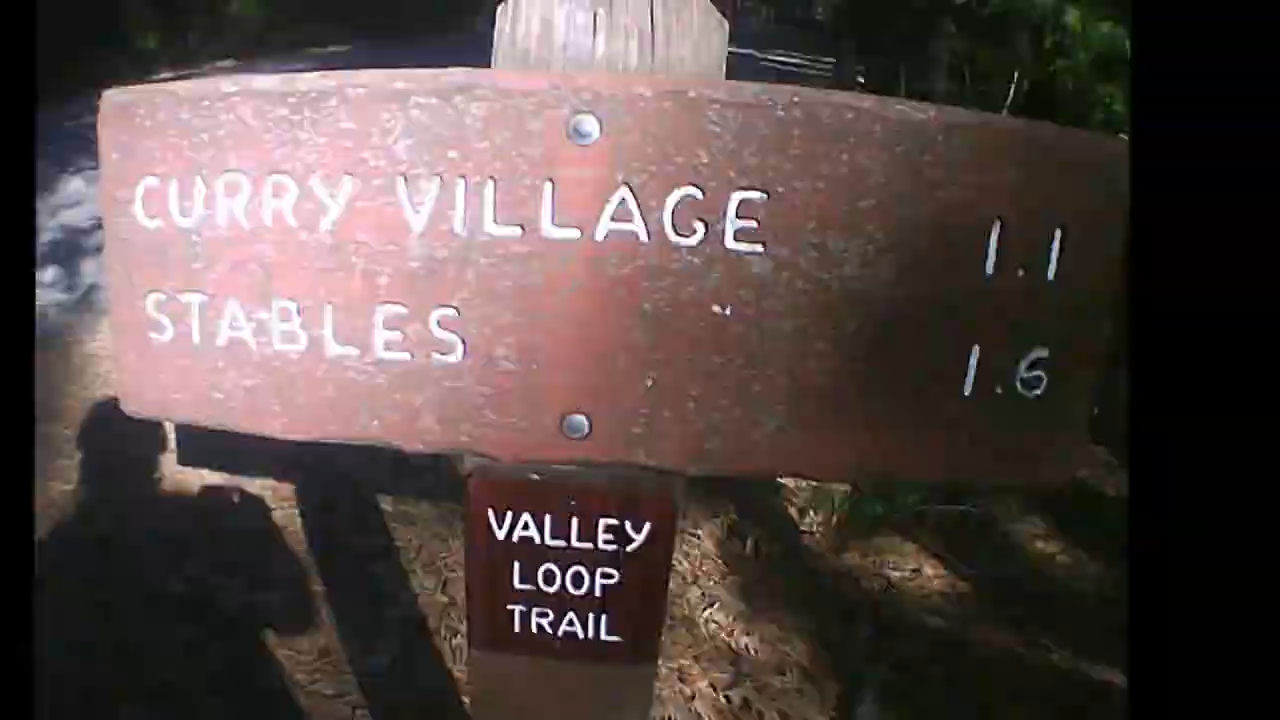 CURRY VILLAGE 1.1
STABLES 1.6
VALLEY
LOOP
TRAIL